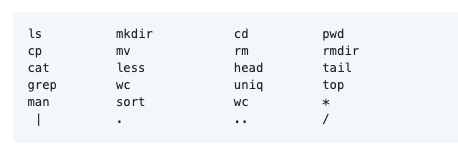 ls mkdir cd pwd
cp mv rm rmdir
cat less head tail
grep wc uniq top
man sort wc *
| . .. /